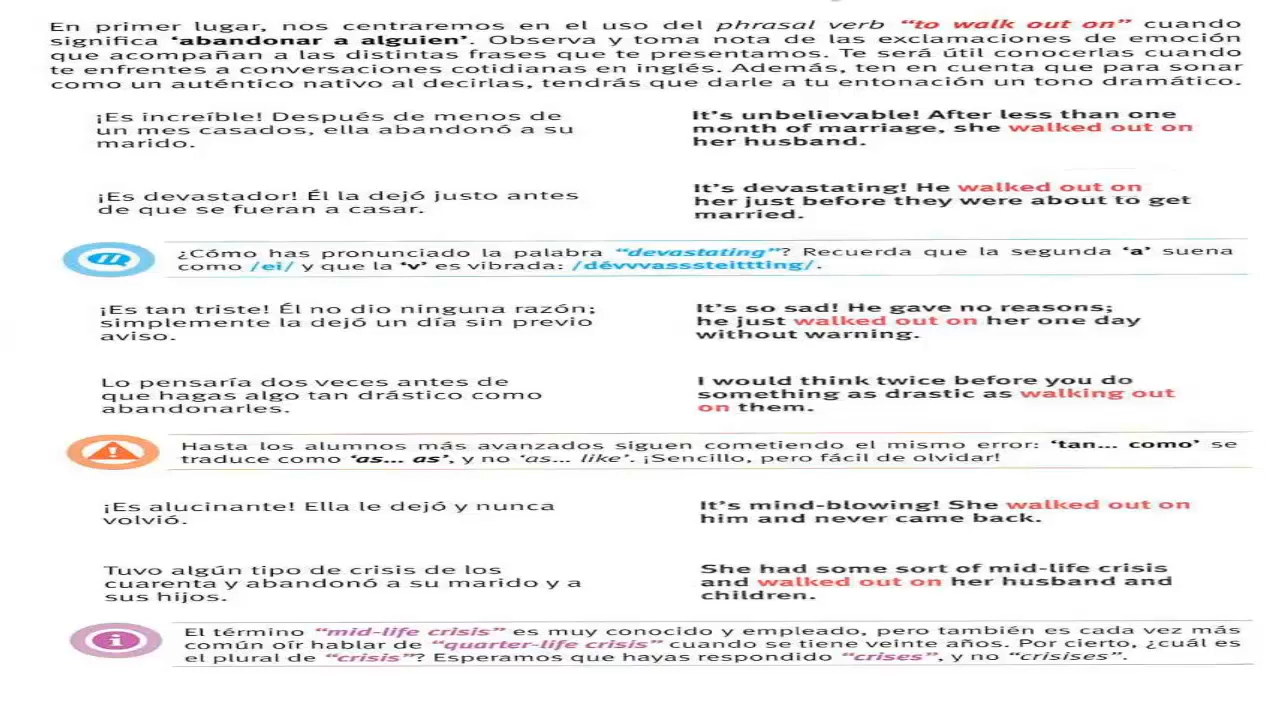 En primer lugar, nos centraremos en el uso del phrasal verb “to walk out on” cuando
significa ‘abandonar a alguien’. Observa y toma nota de las exclamaciones de emoción
que acompañan a las distintas frases que te presentamos. Te será útil conocerlas cuando
te enfrentes a conversaciones cotidianas en inglés. Además, ten en cuenta que para sonar
como un auténtico nativo al decirlas, tendrás que darle a tu entonación un tono dramático.
¡Es increíble! Después de menos de
un mes casados, ella abandonó a su
marido.
It’s unbelievable! After less than one
month of marriage, she walked out on
her husband.
¡Es devastador! Él la dejó justo antes
de que se fueran a casar.
It’s devastating! He walked out on
her just before they were about to get
married.
¿Cómo has pronunciado la palabra “devastating”? Recuerda que la segunda ‘a’ suena
como /ei/ y que la ‘v’ es vibrada: /dévvvasssteittting/.
¡Es tan triste! Él no dio ninguna razón;
simplemente la dejó un día sin previo
aviso.
It’s so sad! He gave no reasons;
he just walked out on her one day
without warning.
Lo pensaría dos veces antes de
que hagas algo tan drástico como
abandonarles.
I would think twice before you do
something as drastic as walking out
on them.
Hasta los alumnos más avanzados siguen cometiendo el mismo error: ‘tan... como’ se
traduce como ‘as... as’, y no ‘as... like’. ¡Sencillo, pero fácil de olvidar!
¡Es alucinante! Ella le dejó y nunca
volvió.
It’s mind-blowing! She walked out on
him and never came back.
Tuvo algún tipo de crisis de los
cuarenta y abandonó a su marido y a
sus hijos.
She had some sort of mid-life crisis
and walked out on her husband and
children.
El término “mid-life crisis” es muy conocido y empleado, pero también es cada vez más
común oír hablar de “quarter-life crisis” cuando se tiene veinte años. Por cierto, ¿cuál es
el plural de “crisis”? Esperamos que hayas respondido “crises”, y no “crisises”.